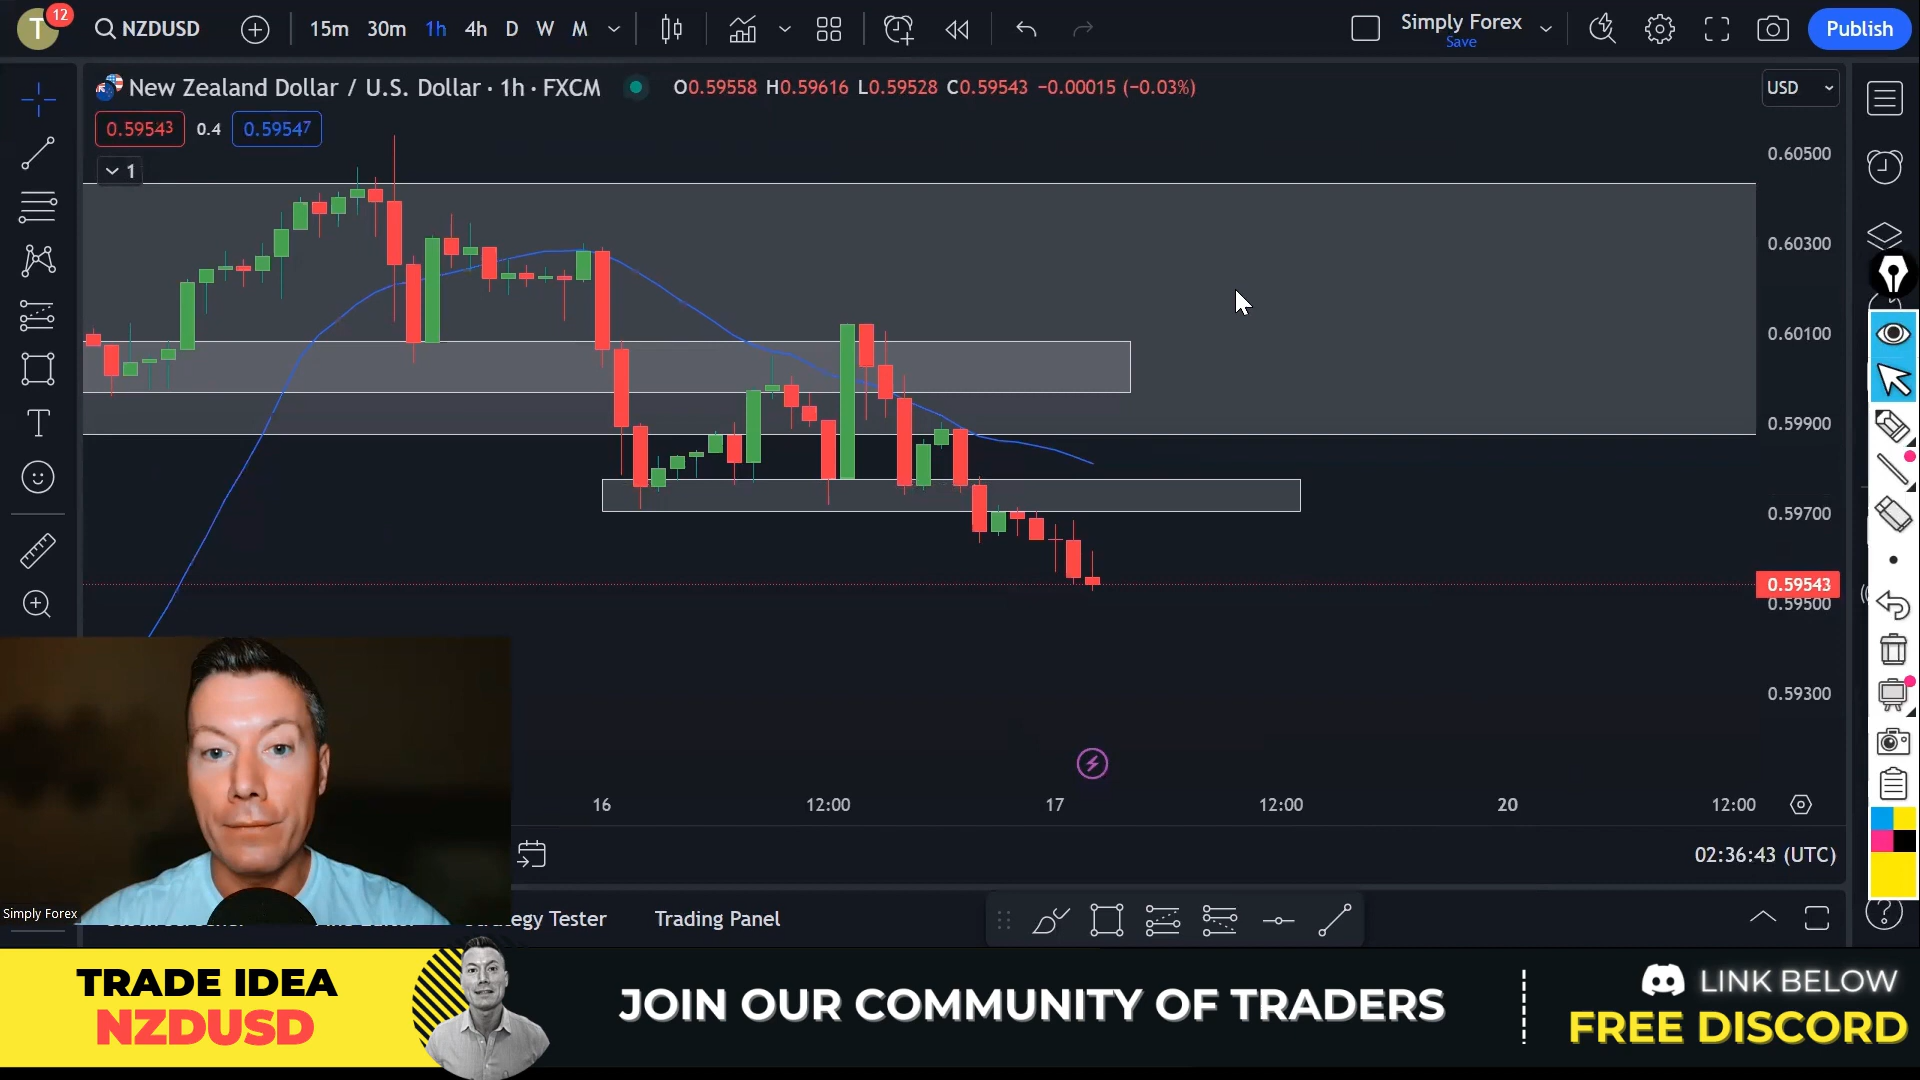 T
12
NZDUSD
15m 30m 1h 4h D W M
Simply Forex
Save
Publish
New Zealand Dollar / U.S. Dollar · 1h · FXCM
O0.59558 H0.59616 L0.59528 C0.59543 −0.00015 (−0.03%)
USD
0.59543 0.4 0.59547
1
0.60500
0.60300
0.60100
0.59900
0.59700
0.59543
0.59500
0.59300
16 12:00 17 12:00 20 12:00
02:36:43 (UTC)
Simply Forex
egy Tester Trading Panel
TRADE IDEA
NZDUSD
JOIN OUR COMMUNITY OF TRADERS
LINK BELOW
FREE DISCORD